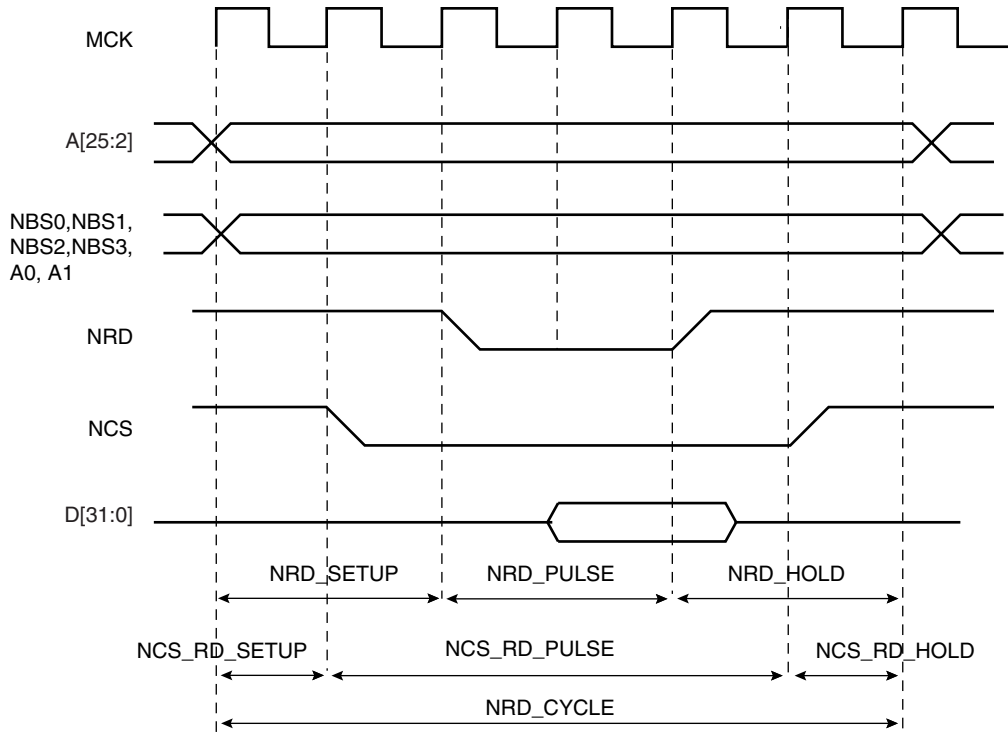 MCK
A[25:2]
NBS0,NBS1,
NBS2,NBS3,
A0, A1
NRD
NCS
D[31:0]
NRD_SETUP NRD_PULSE NRD_HOLD
NCS_RD_SETUP NCS_RD_PULSE NCS_RD_HOLD
NRD_CYCLE